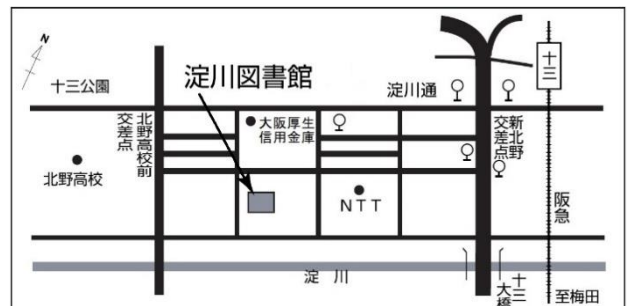 N
十三公園
淀川図書館
淀川通
十三
大阪厚生
信用金庫
北野高校前
交差点
新北野
交差点
北野高校
NTT
阪急
淀川
十三
大橋
至梅田